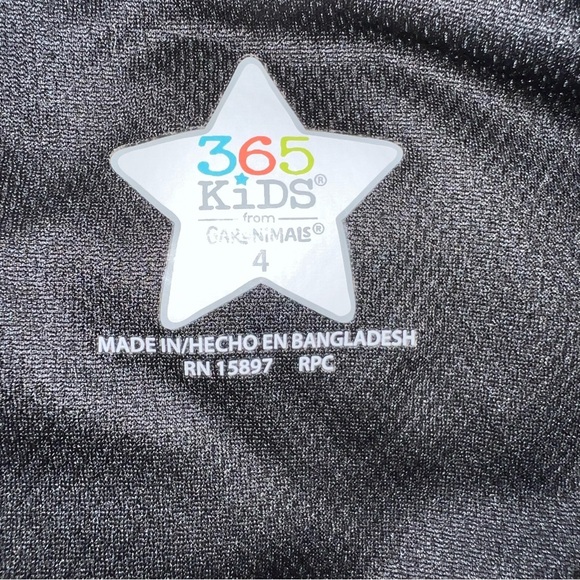 365
KiDS®
from
GARANIMALS®
4
MADE IN/HECHO EN BANGLADESH
RN 15897 RPC